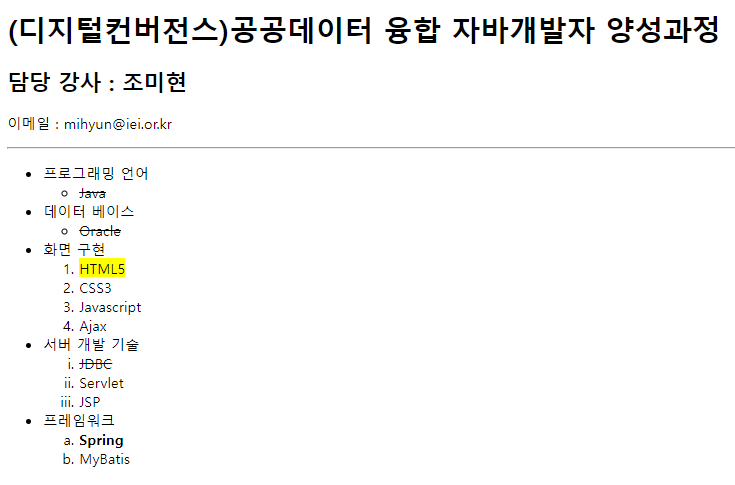 (디지털컨버전스)공공데이터 융합 자바개발자 양성과정
담당 강사 : 조미현
이메일 : mihyun@iei.or.kr
프로그래밍 언어
Java
데이터 베이스
Oracle
화면 구현
1. HTML5
2. CSS3
3. Javascript
4. Ajax
서버 개발 기술
i. JDBC
ii. Servlet
iii. JSP
프레임워크
a. Spring
b. MyBatis